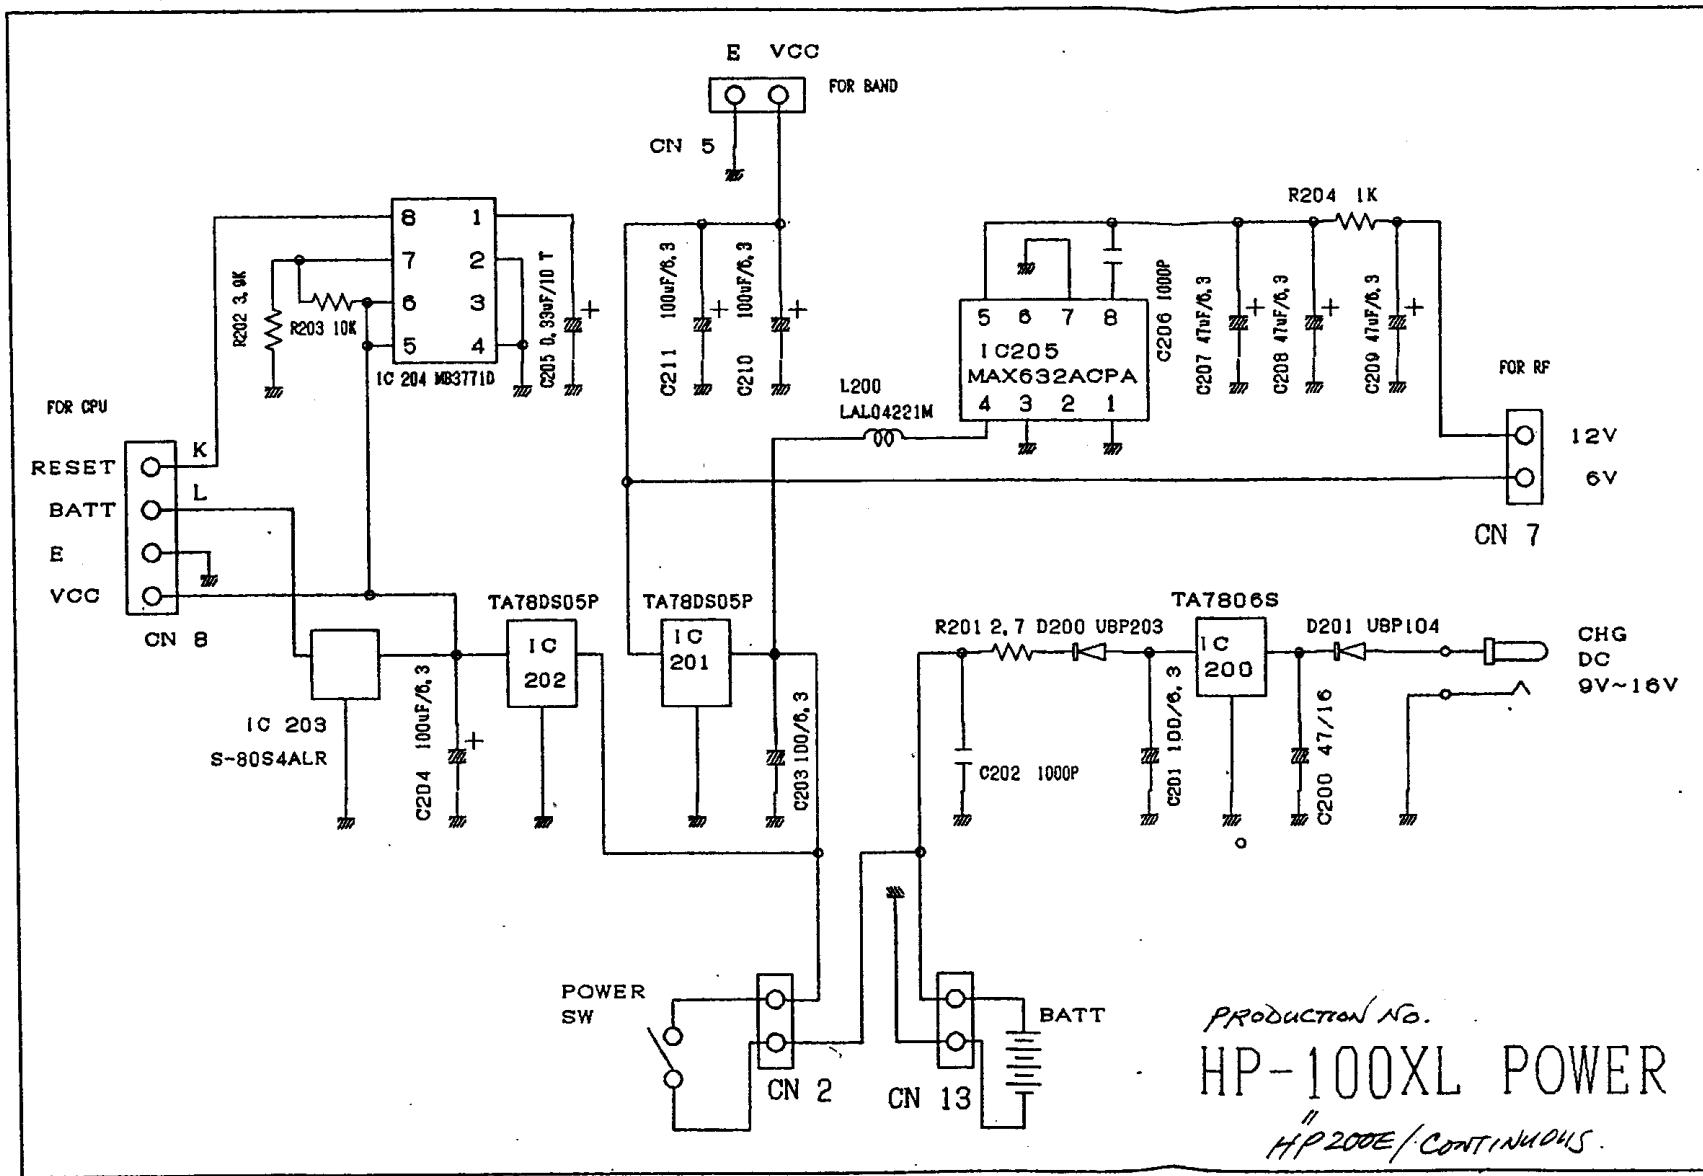 E VCC
FOR BAND
CN 5
8 1
7 2
6 3
5 4
IC 204 MB3771D
R202 3.9K
R203 10K
C205 0.33uF/10 T
+
C211 100uF/6.3
+
C210 100uF/6.3
+
R204 1K
5 6 7 8
IC205
MAX632ACPA
4 3 2 1
C206 1000P
C207 47uF/6.3
+
C208 47uF/6.3
+
C209 47uF/6.3
+
L200
LAL04221M
FOR RF
12V
6V
CN 7
FOR CPU
RESET
K
BATT
L
E
VCC
CN 8
IC 203
S-80S4ALR
C204 100uF/6.3
+
TA78DS05P
IC
202
TA78DS05P
IC
201
C203 100/6.3
R201 2.7
D200 UBP203
C202 1000P
C201 100/6.3
TA7806S
IC
200
C200 47/16
D201 UBP104
CHG
DC
9V~16V
POWER
SW
CN 2
CN 13
BATT
PRODUCTION NO.
HP-100XL POWER
"
HP200E/CONTINUOUS.